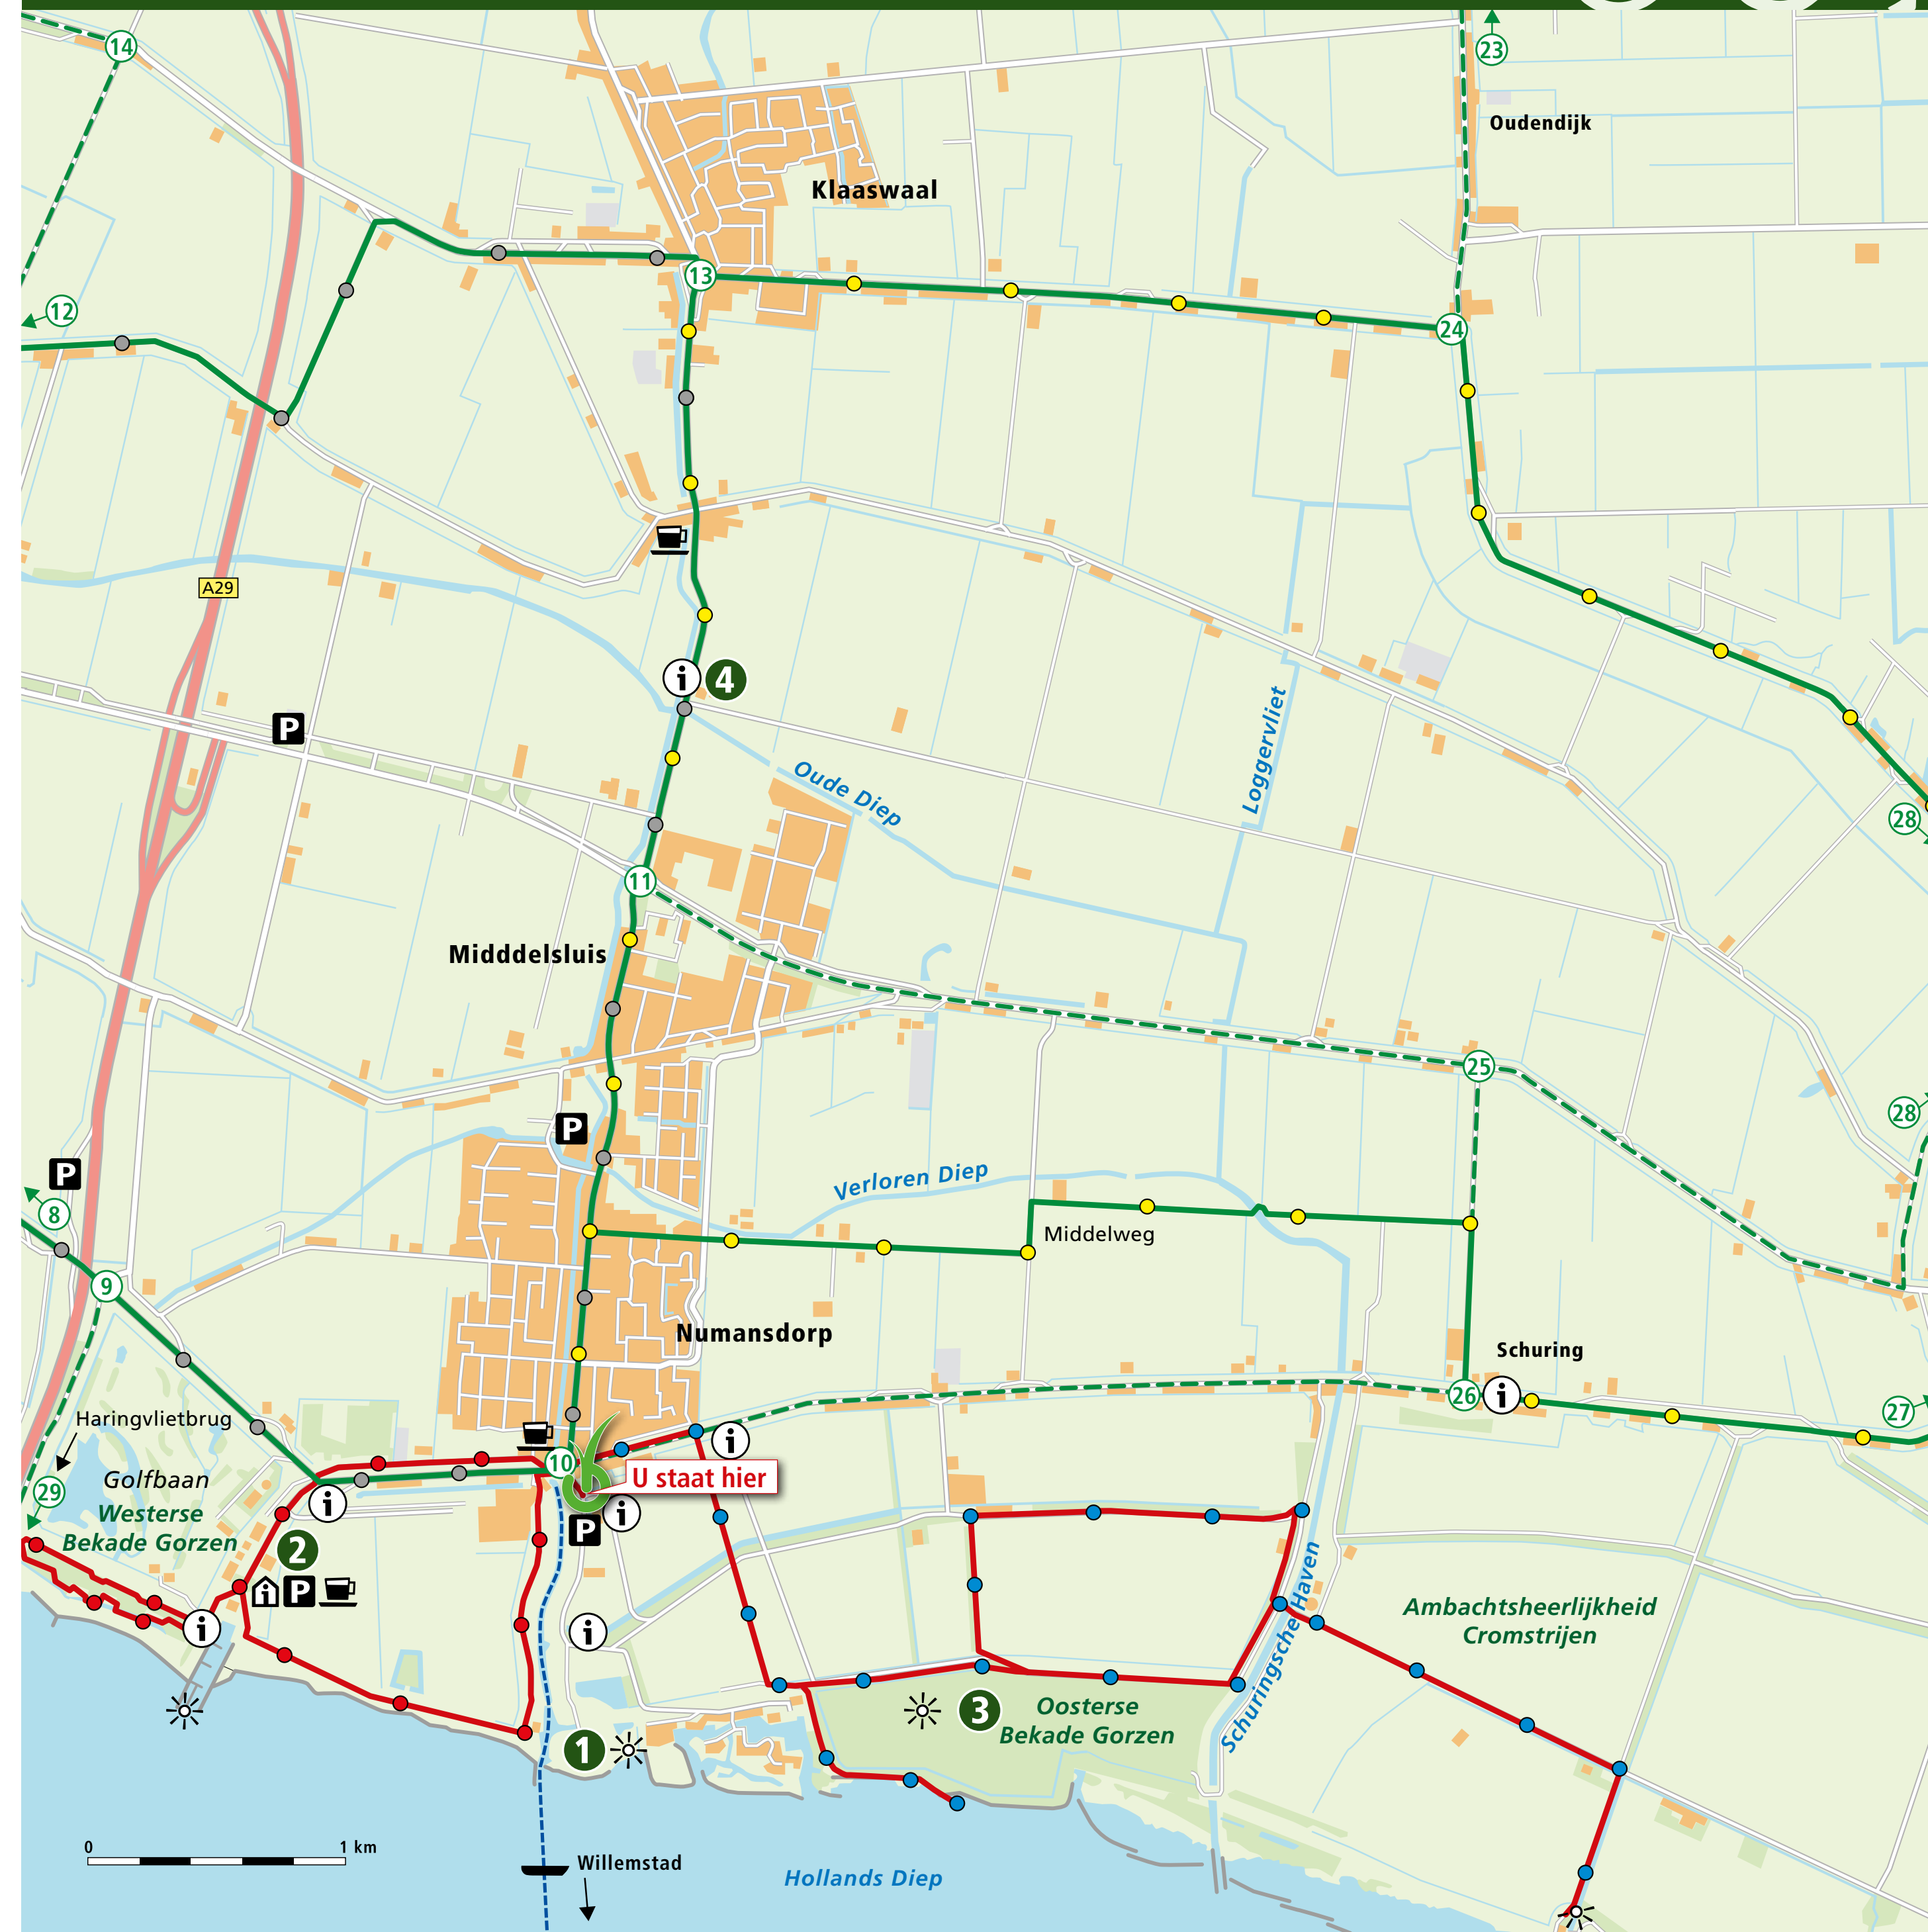 14
23
Oudendijk
Klaaswaal
13
12
24
A29
i 4
P
Loggervliet
Oude Diep
28
11
Midddelsluis
25
28
P
P
Verloren Diep
8
Middelweg
9
Numansdorp
Schuring
26 i
27
Haringvlietbrug
i
10
U staat hier
Golfbaan
29
Westerse
Bekade Gorzen
i
i
P
2
P
i
i
Schuringsche Haven
Ambachtsheerlijkheid
Cromstrijen
3
Oosterse
Bekade Gorzen
1
0 1 km
Willemstad
Hollands Diep